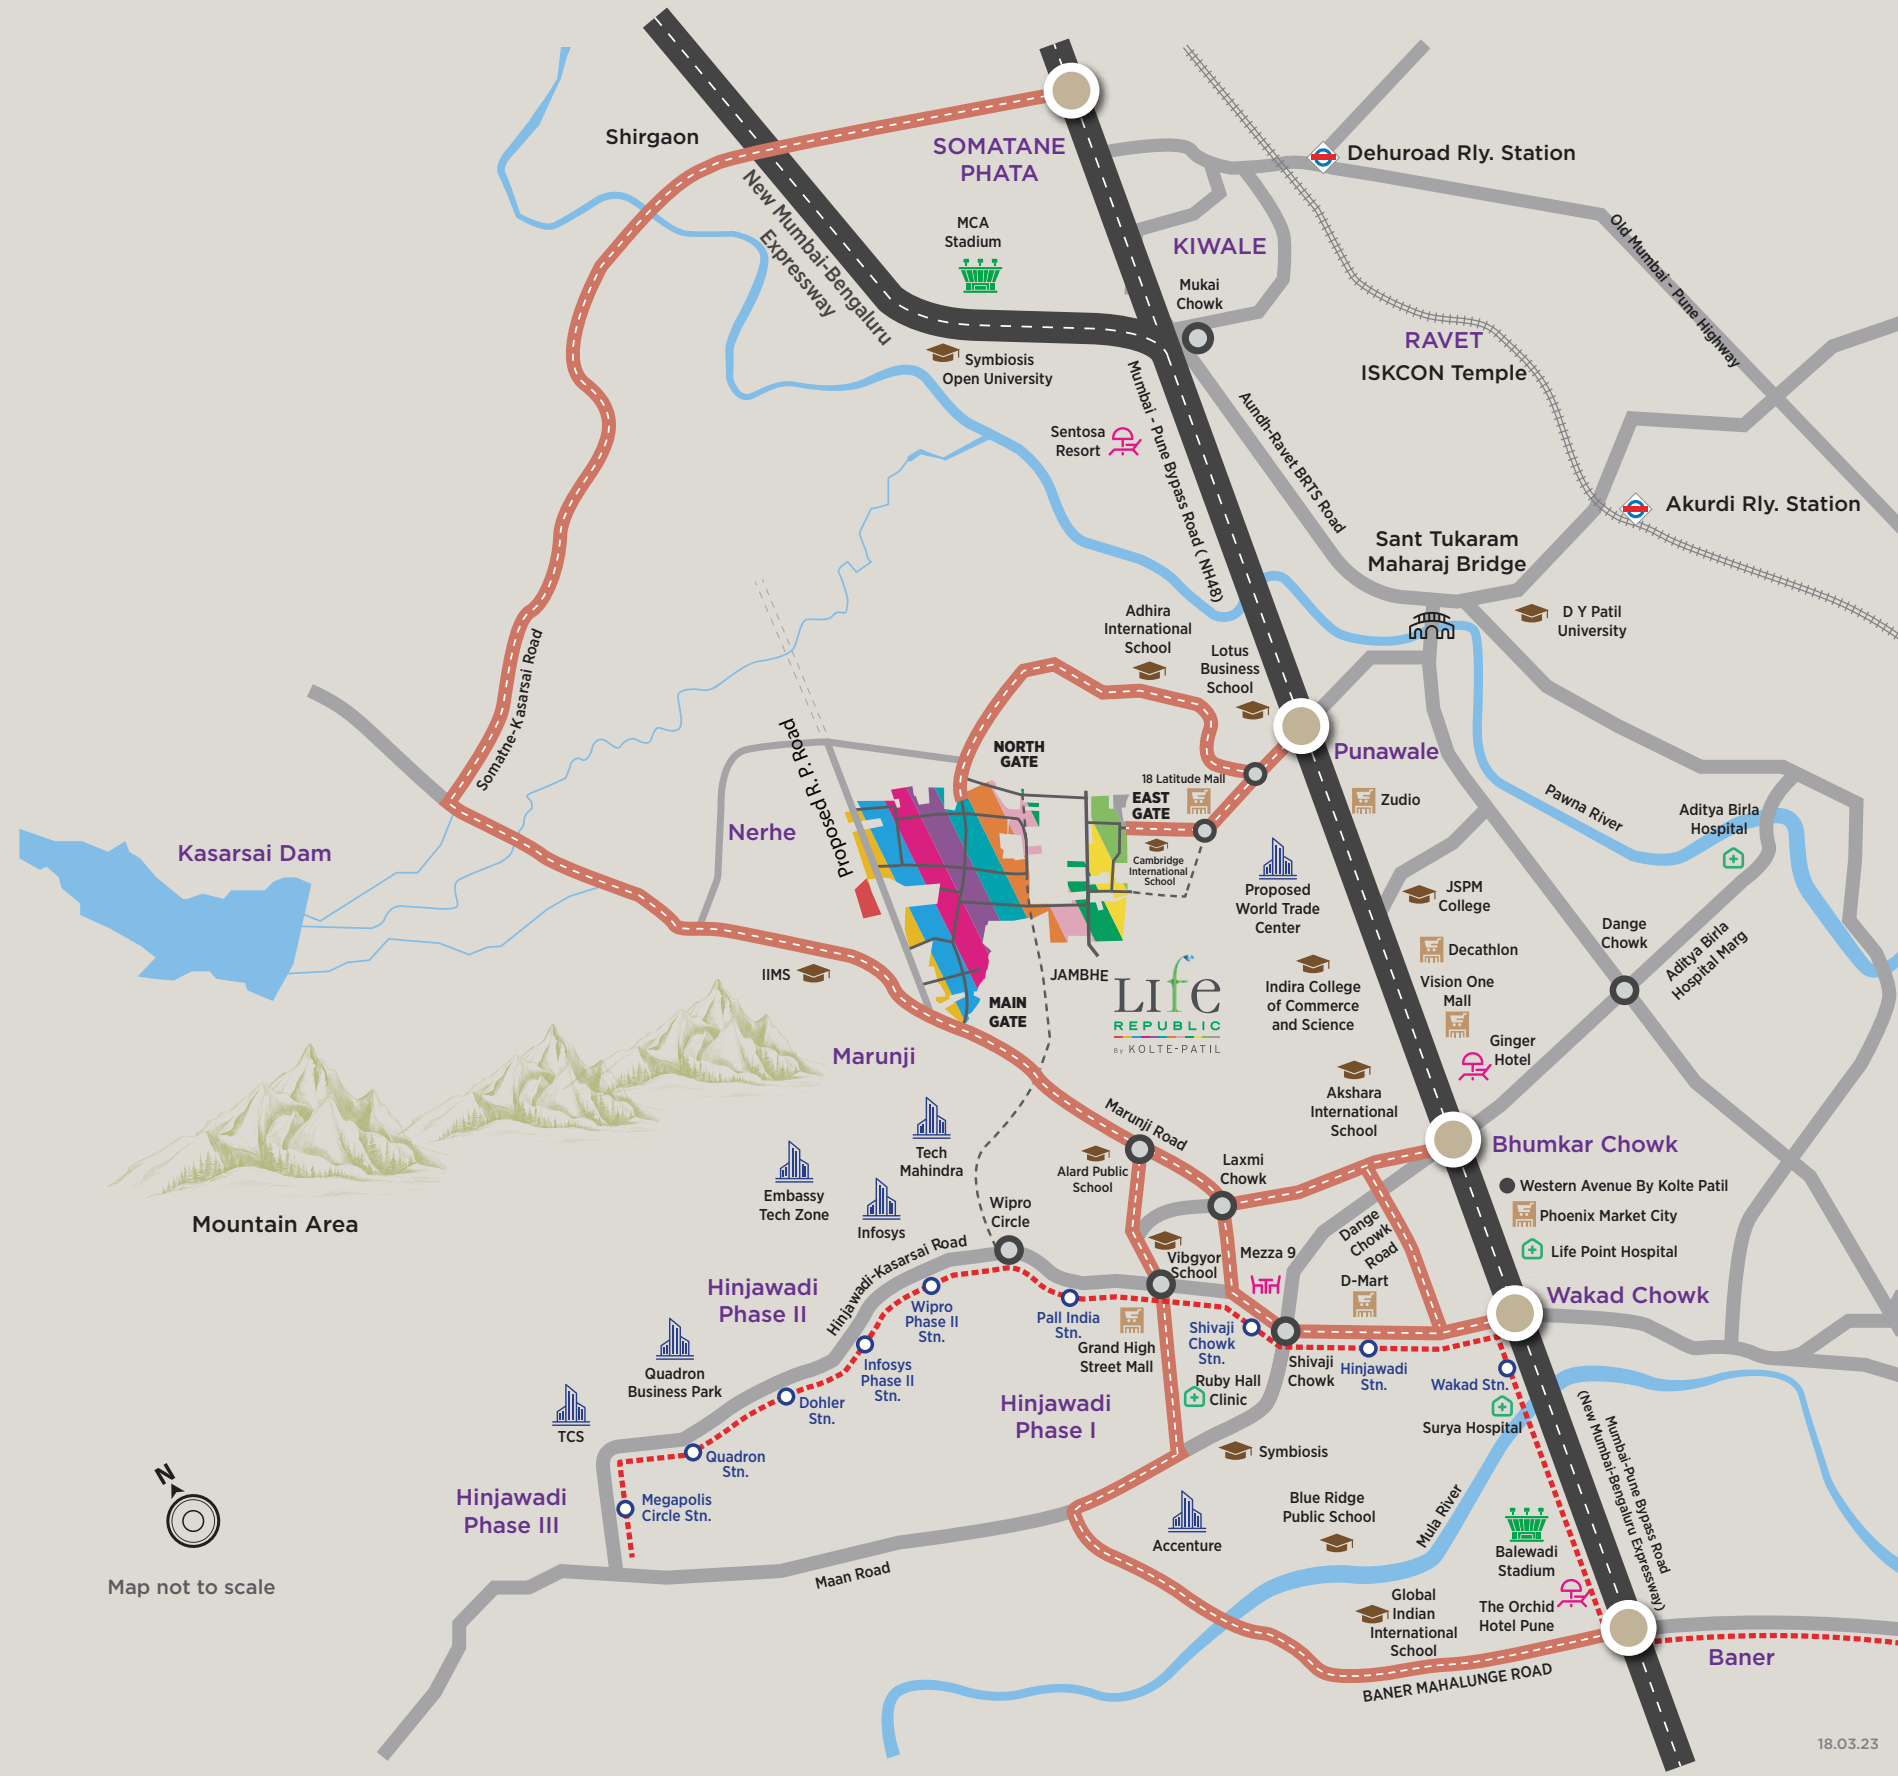 Shirgaon
New Mumbai-Bengaluru
Expressway
SOMATANE
PHATA
Dehuroad Rly. Station
MCA
Stadium
KIWALE
Mukai
Chowk
Old Mumbai - Pune Highway
RAVET
ISKCON Temple
Symbiosis
Open University
Mumbai - Pune Bypass Road ( NH48)
Aundh-Ravet BRTS Road
Sentosa
Resort
Akurdi Rly. Station
Sant Tukaram
Maharaj Bridge
D Y Patil
University
Adhira
International
School
Lotus
Business
School
Somatne-Kasarsai Road
Proposed R. P. Road
NORTH
GATE
Punawale
18 Latitude Mall
EAST
GATE
Zudio
Pawna River
Aditya Birla
Hospital
Nerhe
Kasarsai Dam
Cambridge
International
School
Proposed
World Trade
Center
JSPM
College
Dange
Chowk
Aditya Birla
Hospital Marg
Decathlon
IIMS
JAMBHE
LIfe
REPUBLIC
BY KOLTE-PATIL
Indira College
of Commerce
and Science
Vision One
Mall
MAIN
GATE
Ginger
Hotel
Marunji
Akshara
International
School
Marunji Road
Bhumkar Chowk
Tech
Mahindra
Alard Public
School
Laxmi
Chowk
Embassy
Tech Zone
Western Avenue By Kolte Patil
Phoenix Market City
Life Point Hospital
Mountain Area
Infosys
Wipro
Circle
Dange
Chowk
Road
Hinjawadi-Kasarsai Road
Vibgyor
School
Mezza 9
D-Mart
Hinjawadi
Phase II
Wakad Chowk
Wipro
Phase II
Stn.
Pall India
Stn.
Grand High
Street Mall
Shivaji
Chowk
Stn.
Shivaji
Chowk
Hinjawadi
Stn.
Wakad Stn.
Quadron
Business Park
Infosys
Phase II
Stn.
Dohler
Stn.
Ruby Hall
Clinic
Surya Hospital
Hinjawadi
Phase I
TCS
Symbiosis
Quadron
Stn.
Mumbai-Pune Bypass Road
(New Mumbai-Bengaluru Expressway)
N
Hinjawadi
Phase III
Megapolis
Circle Stn.
Blue Ridge
Public School
Mula River
Accenture
Balewadi
Stadium
Map not to scale
Maan Road
Global
Indian
International
School
The Orchid
Hotel Pune
Baner
BANER MAHALUNGE ROAD
18.03.23